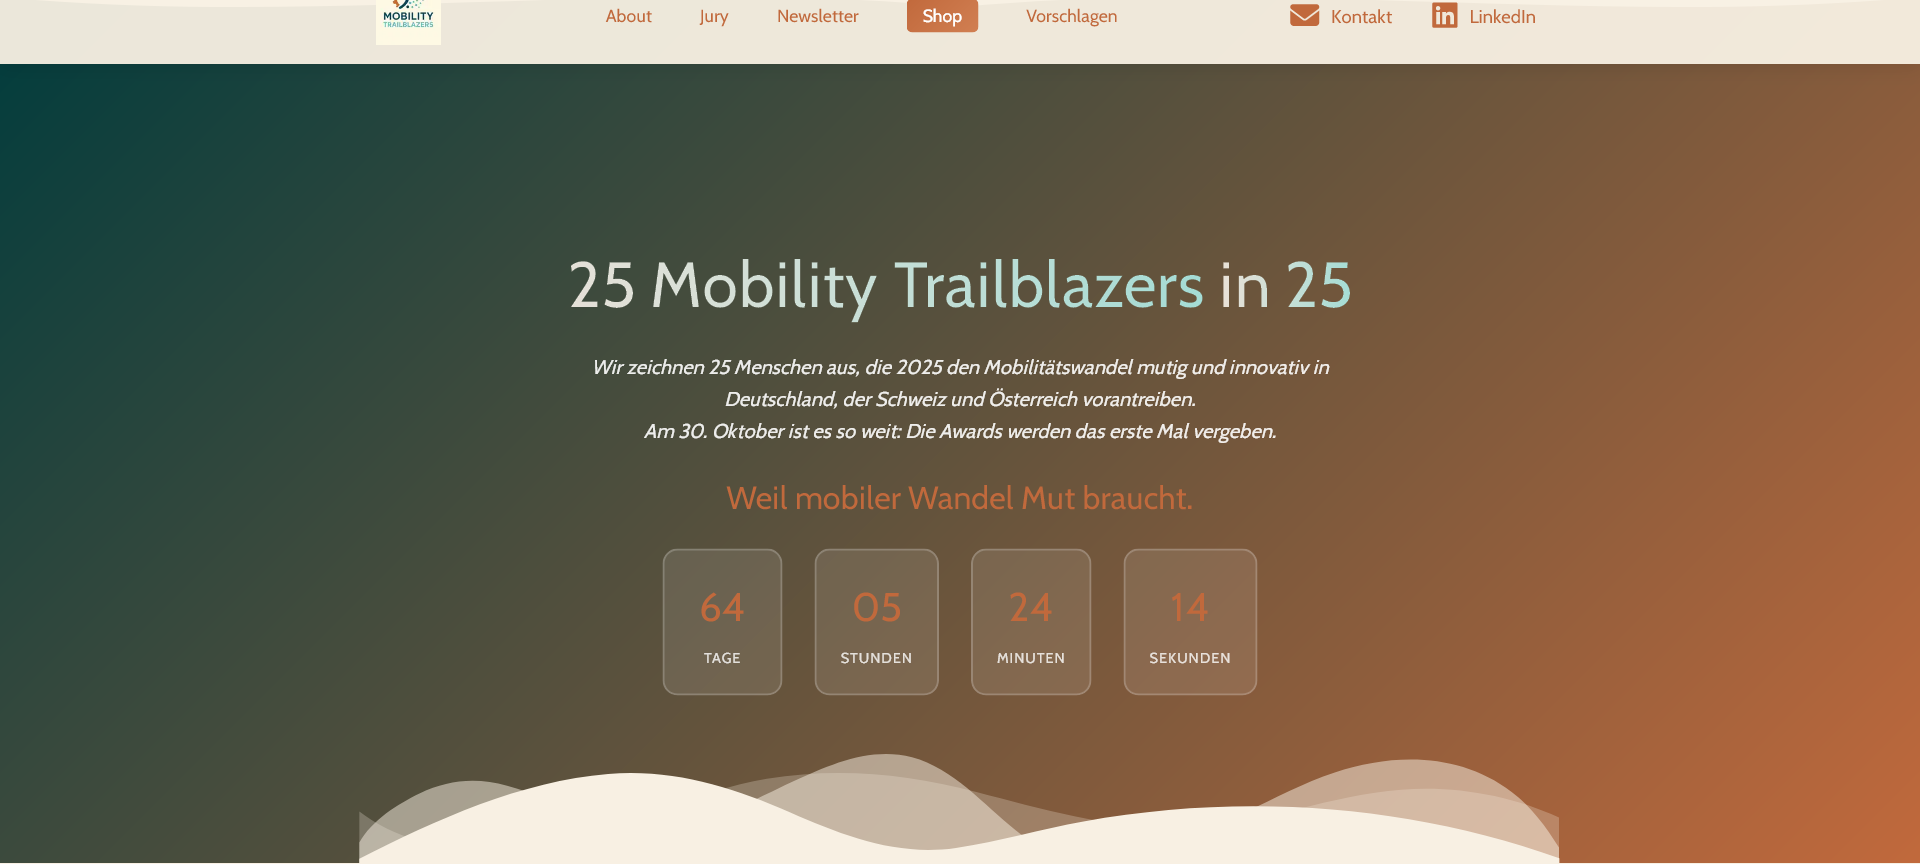 MOBILITY
TRAILBLAZERS
About
Jury
Newsletter
Shop
Vorschlagen
Kontakt
LinkedIn
25 Mobility Trailblazers in 25
Wir zeichnen 25 Menschen aus, die 2025 den Mobilitätswandel mutig und innovativ in
Deutschland, der Schweiz und Österreich vorantreiben.
Am 30. Oktober ist es so weit: Die Awards werden das erste Mal vergeben.
Weil mobiler Wandel Mut braucht.
64
TAGE
05
STUNDEN
24
MINUTEN
14
SEKUNDEN